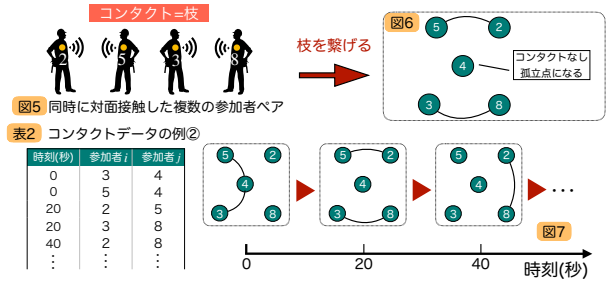 コンタクト=枝
2 5 3 8
図5 同時に対面接触した複数の参加者ペア
枝を繋げる
図6
5 2
4
コンタクトなし
孤立点になる
3 8
表2 コンタクトデータの例②
時刻(秒) 参加者i 参加者j
0 3 4
0 5 4
20 2 5
20 3 8
40 2 8
⋮ ⋮ ⋮
5 2
4
3 8
5 2
4
3 8
5 2
4
3 8
...
図7
0 20 40 時刻(秒)